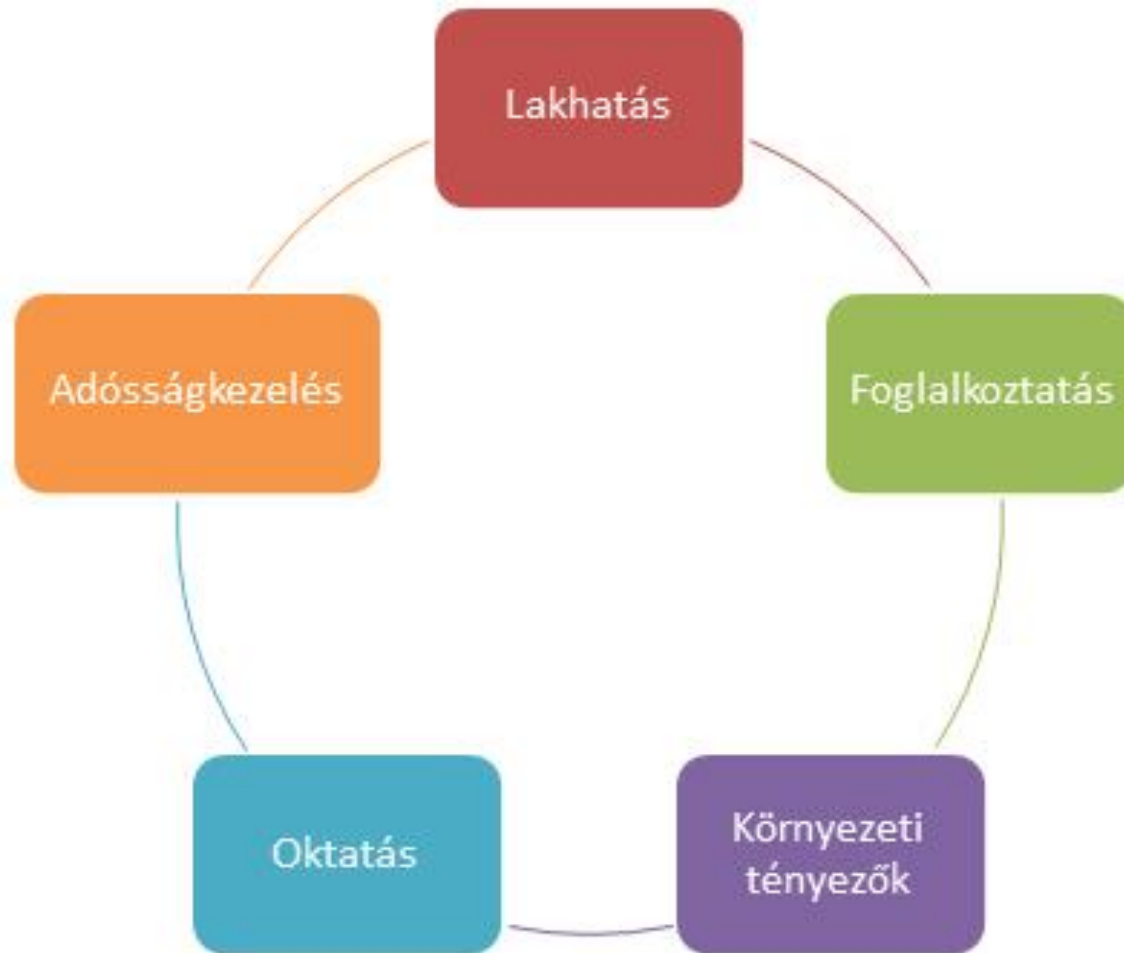 Lakhatás
Foglalkoztatás
Környezeti
tényezők
Oktatás
Adósságkezelés